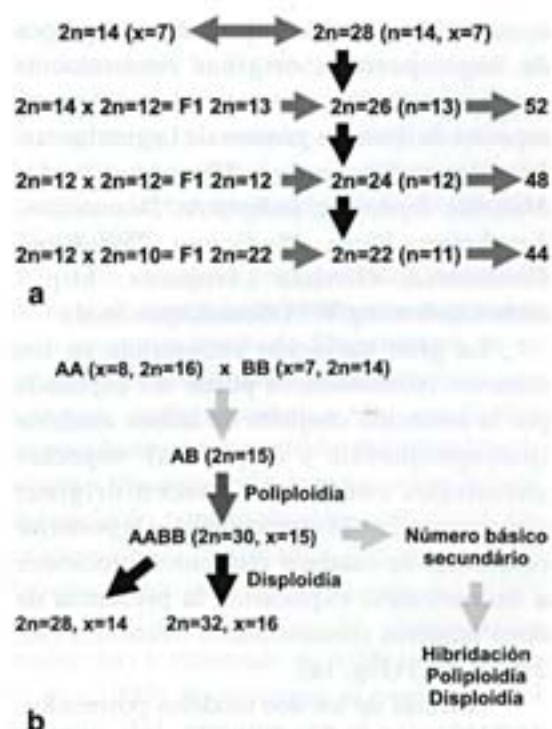 2n=14 (x=7) 2n=28 (n=14, x=7)
2n=14 x 2n=12= F1 2n=13 2n=26 (n=13) 52
2n=12 x 2n=12= F1 2n=12 2n=24 (n=12) 48
2n=12 x 2n=10= F1 2n=22 2n=22 (n=11) 44
a
AA (x=8, 2n=16) x BB (x=7, 2n=14)
AB (2n=15)
Poliploidía
AABB (2n=30, x=15) Número básico
secundário
Disploidia
2n=28, x=14 2n=32, x=16
Hibridación
Poliploidia
Disploidia
b